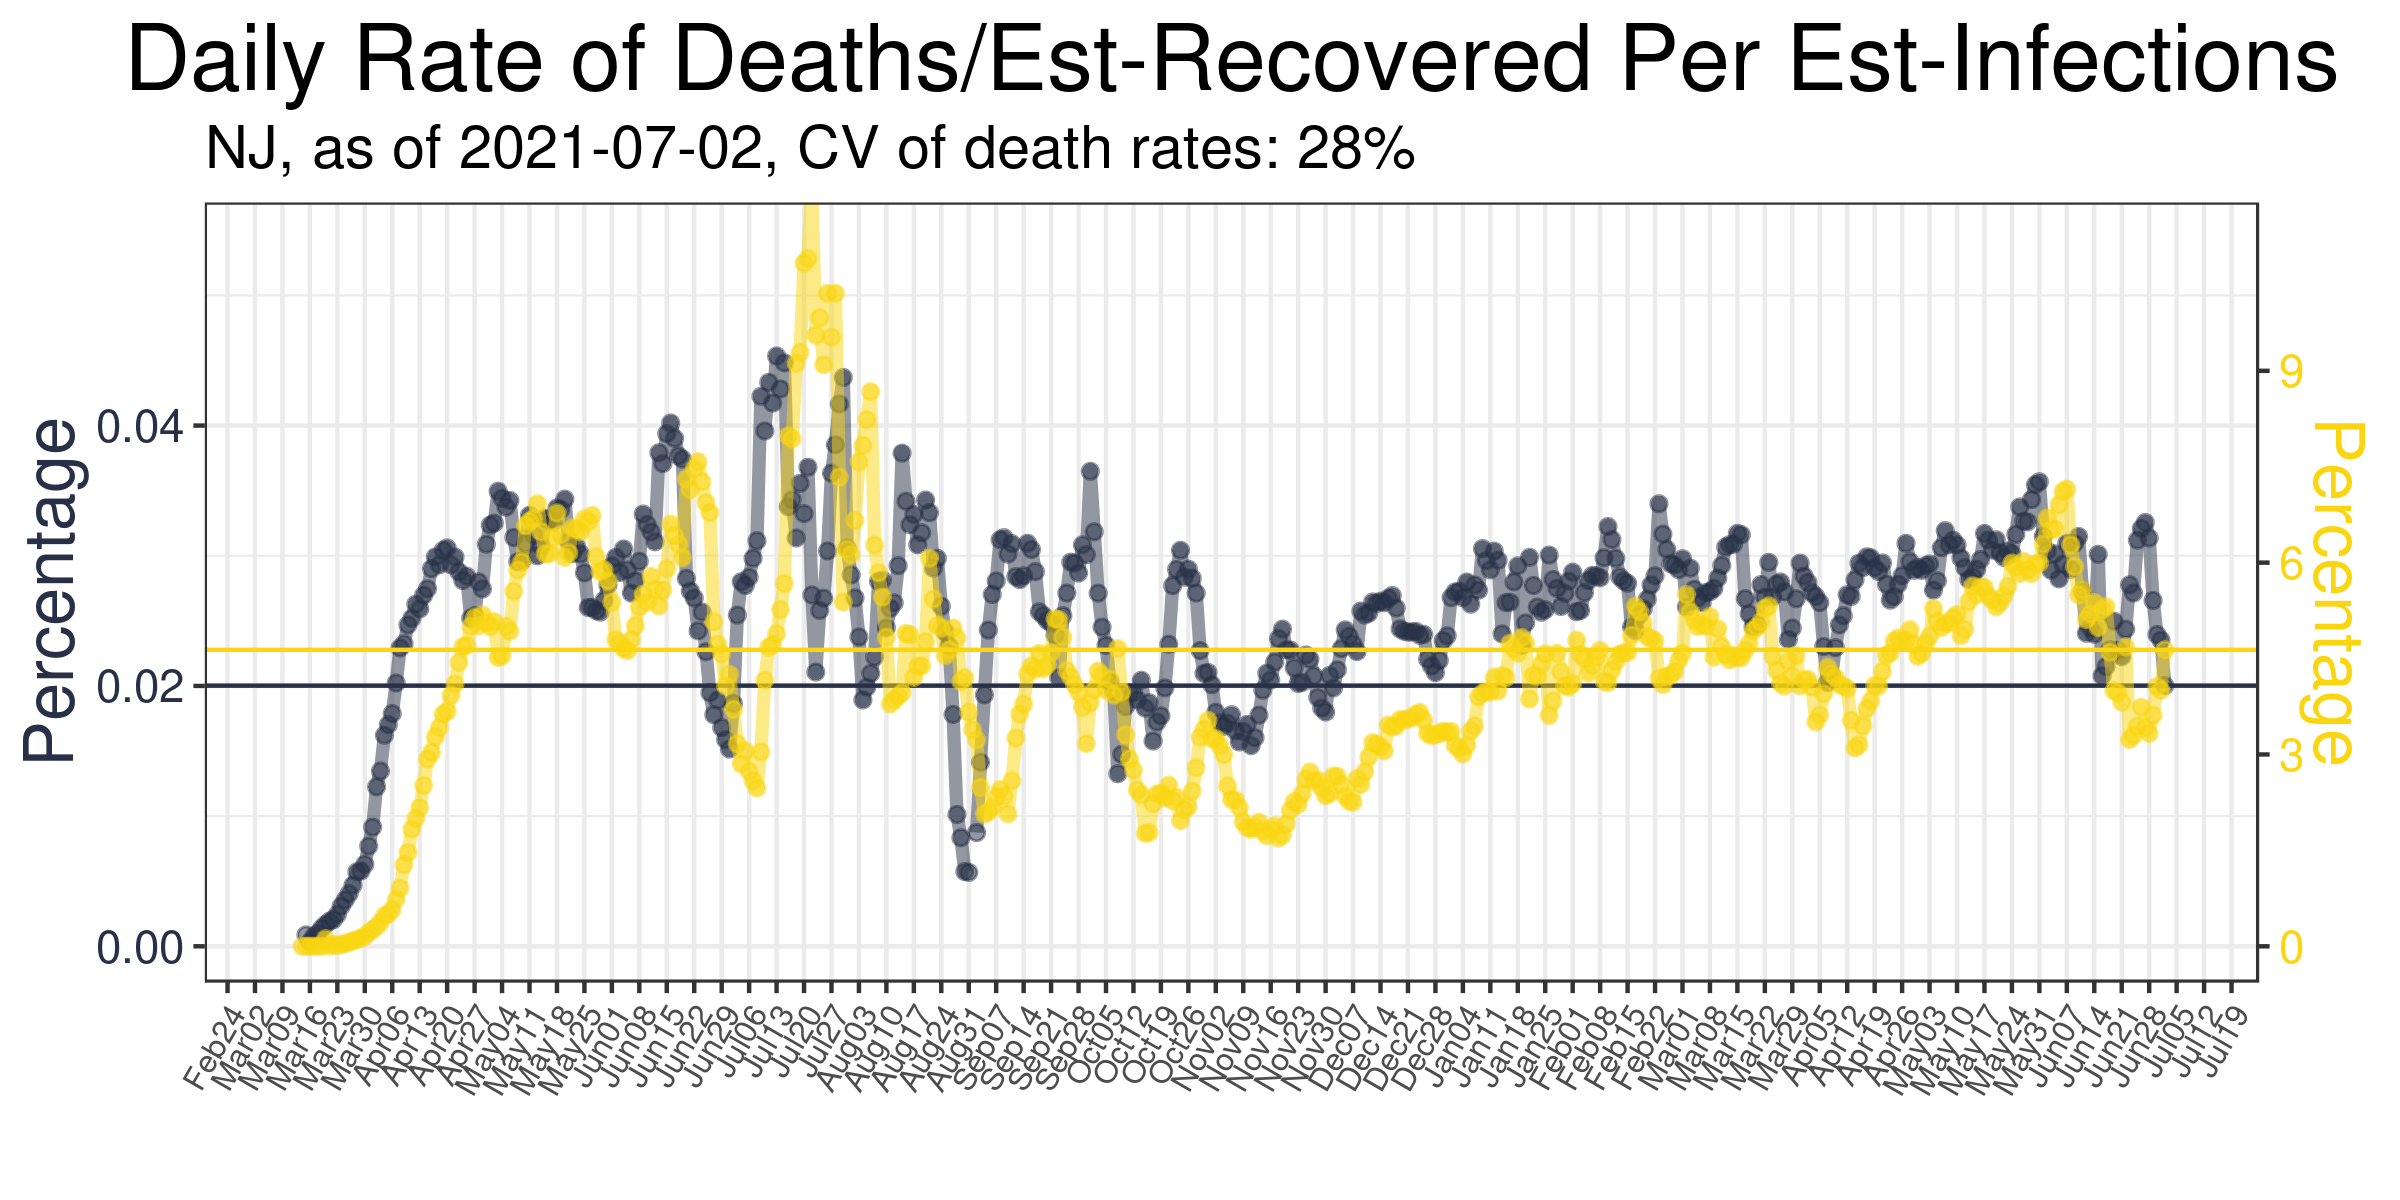 Daily Rate of Deaths/Est-Recovered Per Est-Infections
NJ, as of 2021-07-02, CV of death rates: 28%
Percentage
0.04
0.02
0.00
9
6
3
0
Percentage
Feb24
Mar02
Mar09
Mar16
Mar23
Mar30
Apr06
Apr13
Apr20
Apr27
May04
May11
May18
May25
Jun01
Jun08
Jun15
Jun22
Jun29
Jul06
Jul13
Jul20
Jul27
Aug03
Aug10
Aug17
Aug24
Aug31
Sep07
Sep14
Sep21
Sep28
Oct05
Oct12
Oct19
Oct26
Nov02
Nov09
Nov16
Nov23
Nov30
Dec07
Dec14
Dec21
Dec28
Jan04
Jan11
Jan18
Jan25
Feb01
Feb08
Feb15
Feb22
Mar01
Mar08
Mar15
Mar22
Mar29
Apr05
Apr12
Apr19
Apr26
May03
May10
May17
May24
May31
Jun07
Jun14
Jun21
Jun28
Jul05
Jul12
Jul19